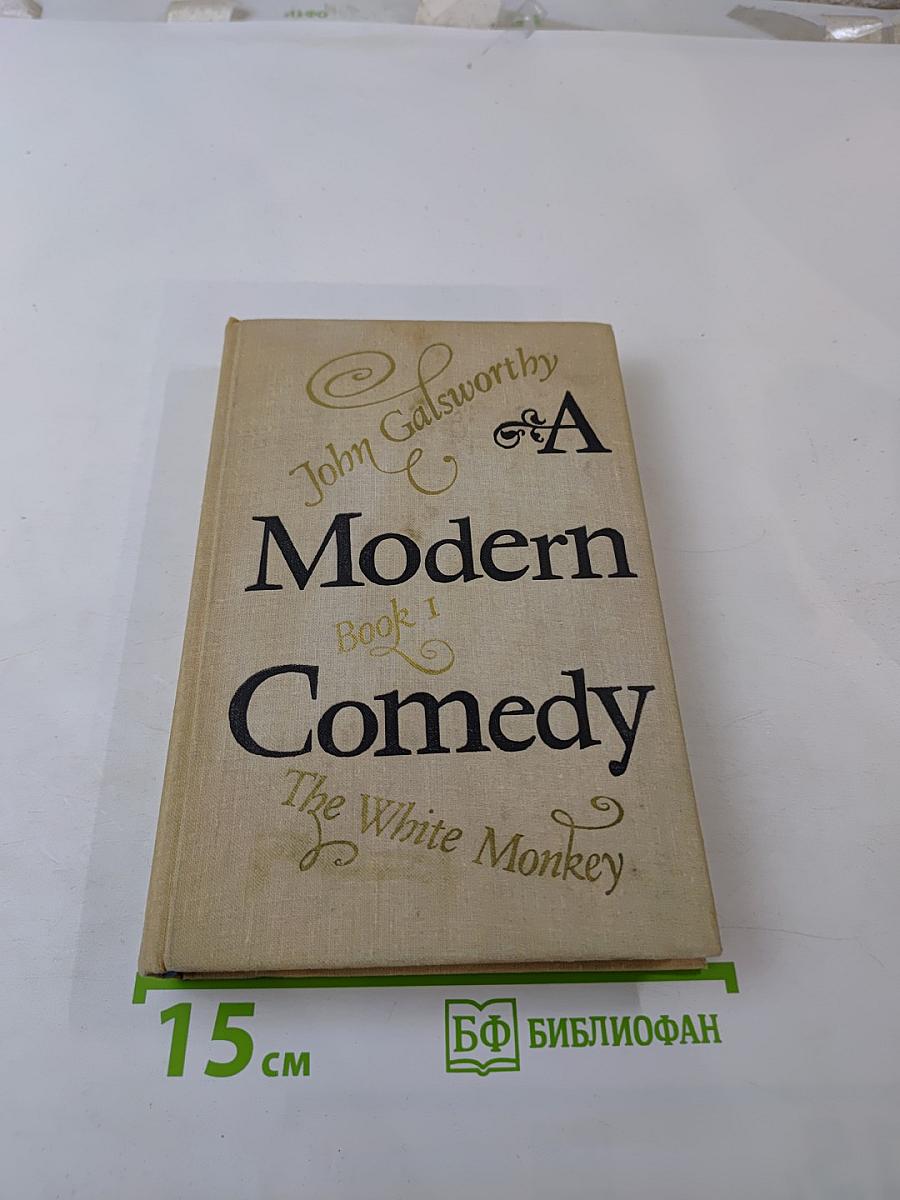 John Galsworthy
A
Modern
Book I
Comedy
The White Monkey
15 см
БФ БИБЛИОФАН